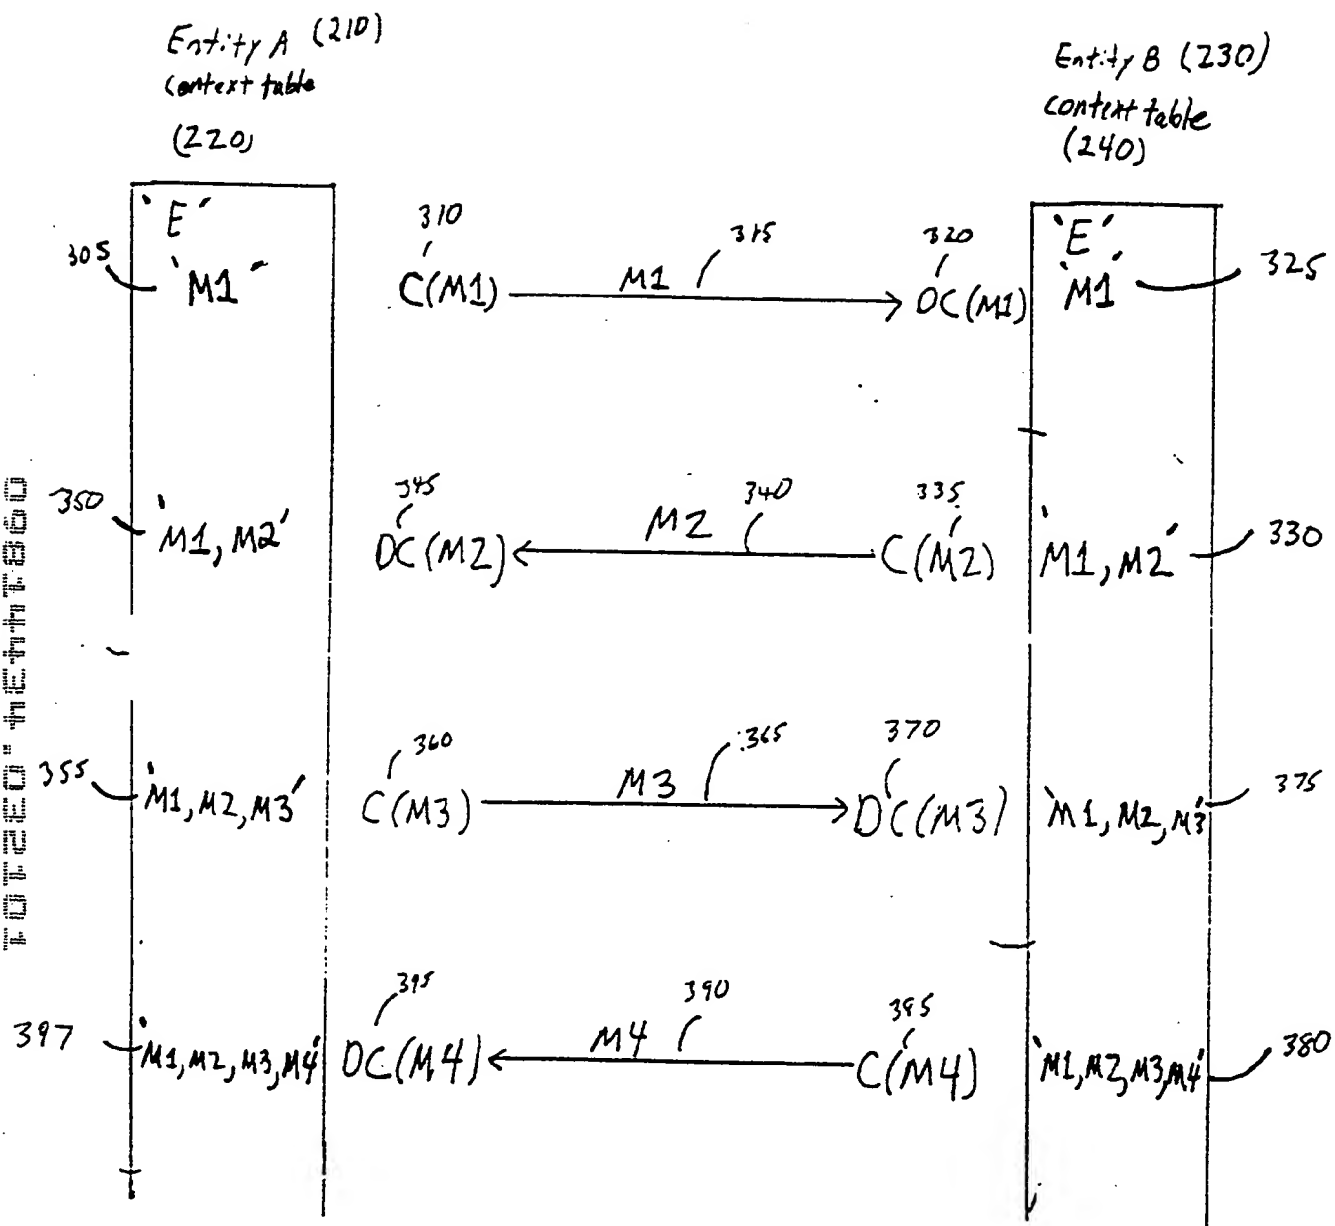 Entity A (210)
context table
(220)
Entity B (230)
context table
(240)
'E'
305 'M1'
310
C(M1)
M1 315
320
DC(M1)
'E'
'M1' 325
350 'M1, M2'
345
DC(M2)
M2 340
335
C(M2)
'M1, M2' 330
355 'M1, M2, M3'
360
C(M3)
M3 365
370
DC(M3)
'M1, M2, M3' 375
397 'M1, M2, M3, M4'
395
DC(M4)
M4 390
385
C(M4)
'M1, M2, M3, M4' 380